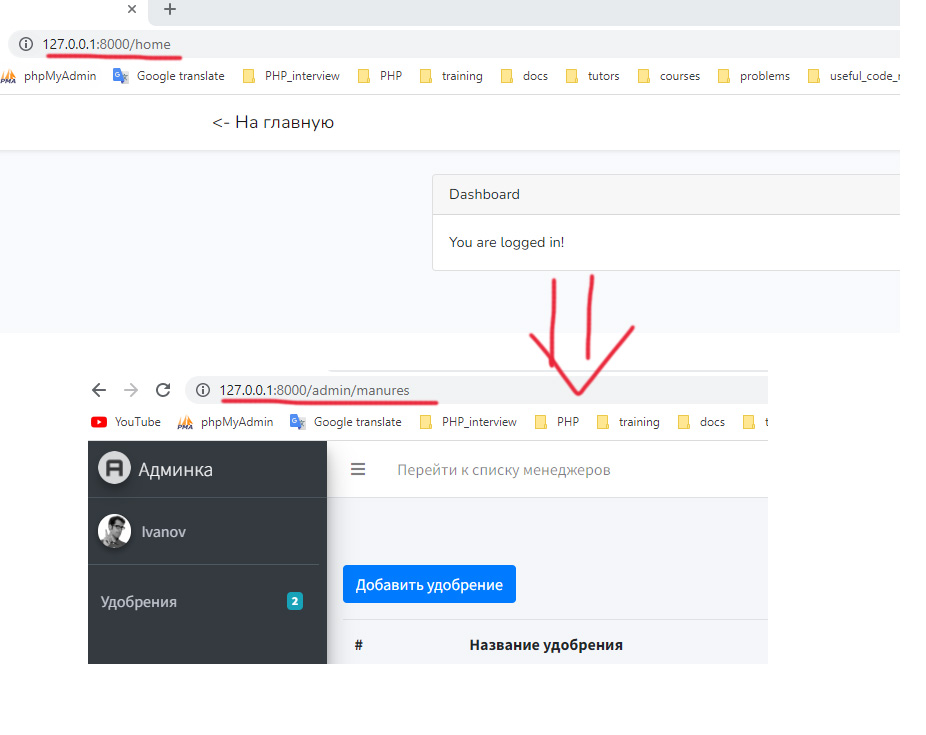 127.0.0.1:8000/home
phpMyAdmin Google translate PHP_interview PHP training docs tutors courses problems useful_code_
<- На главную
Dashboard
You are logged in!
127.0.0.1:8000/admin/manures
YouTube phpMyAdmin Google translate PHP_interview PHP training docs
Админка
Перейти к списку менеджеров
Ivanov
Добавить удобрение
Удобрения 2
# Название удобрения